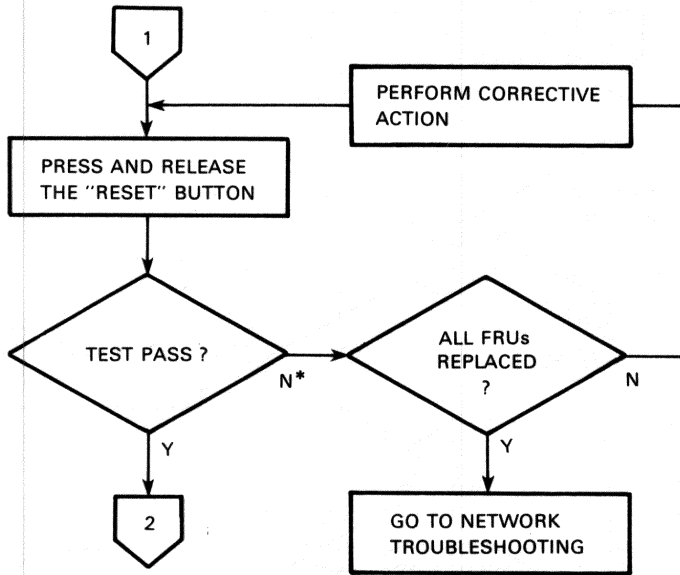 1
PERFORM CORRECTIVE
ACTION
PRESS AND RELEASE
THE "RESET" BUTTON
TEST PASS ?
N*
ALL FRUs
REPLACED
?
N
Y
Y
2
GO TO NETWORK
TROUBLESHOOTING